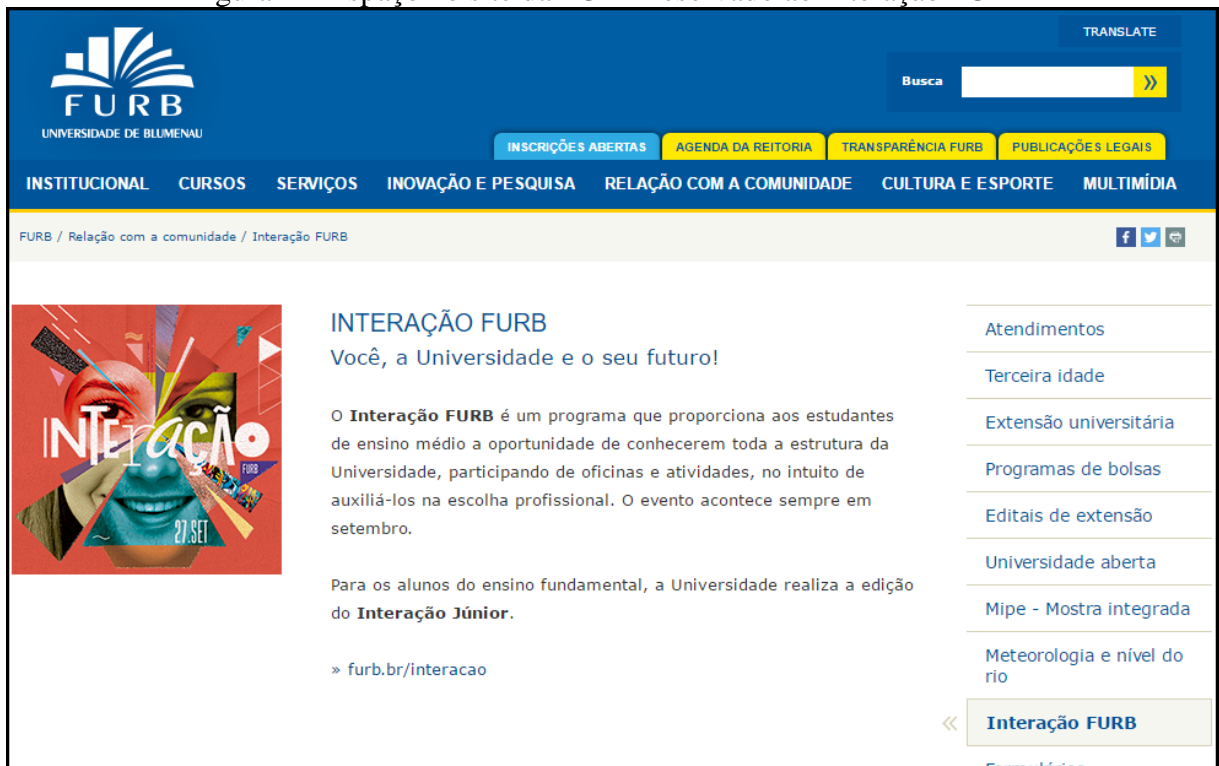 TRANSLATE
Busca
»
FURB
UNIVERSIDADE DE BLUMENAU
INSCRIÇÕES ABERTAS AGENDA DA REITORIA TRANSPARÊNCIA FURB PUBLICAÇÕES LEGAIS
INSTITUCIONAL CURSOS SERVIÇOS INOVAÇÃO E PESQUISA RELAÇÃO COM A COMUNIDADE CULTURA E ESPORTE MULTIMÍDIA
FURB / Relação com a comunidade / Interação FURB
INTERAÇÃO
FURB
27.SET
INTERAÇÃO FURB
Você, a Universidade e o seu futuro!
O Interação FURB é um programa que proporciona aos estudantes
de ensino médio a oportunidade de conhecerem toda a estrutura da
Universidade, participando de oficinas e atividades, no intuito de
auxiliá-los na escolha profissional. O evento acontece sempre em
setembro.
Para os alunos do ensino fundamental, a Universidade realiza a edição
do Interação Júnior.
» furb.br/interacao
Atendimentos
Terceira idade
Extensão universitária
Programas de bolsas
Editais de extensão
Universidade aberta
Mipe - Mostra integrada
Meteorologia e nível do
rio
« Interação FURB